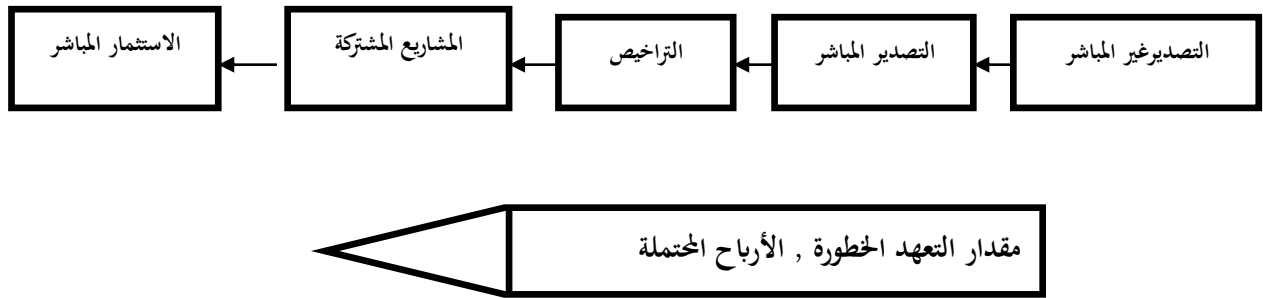 التصديرغير المباشر
التصدير المباشر
التراخيص
المشاريع المشتركة
الاستثمار المباشر
مقدار التعهد الخطورة , الأرباح المحتملة